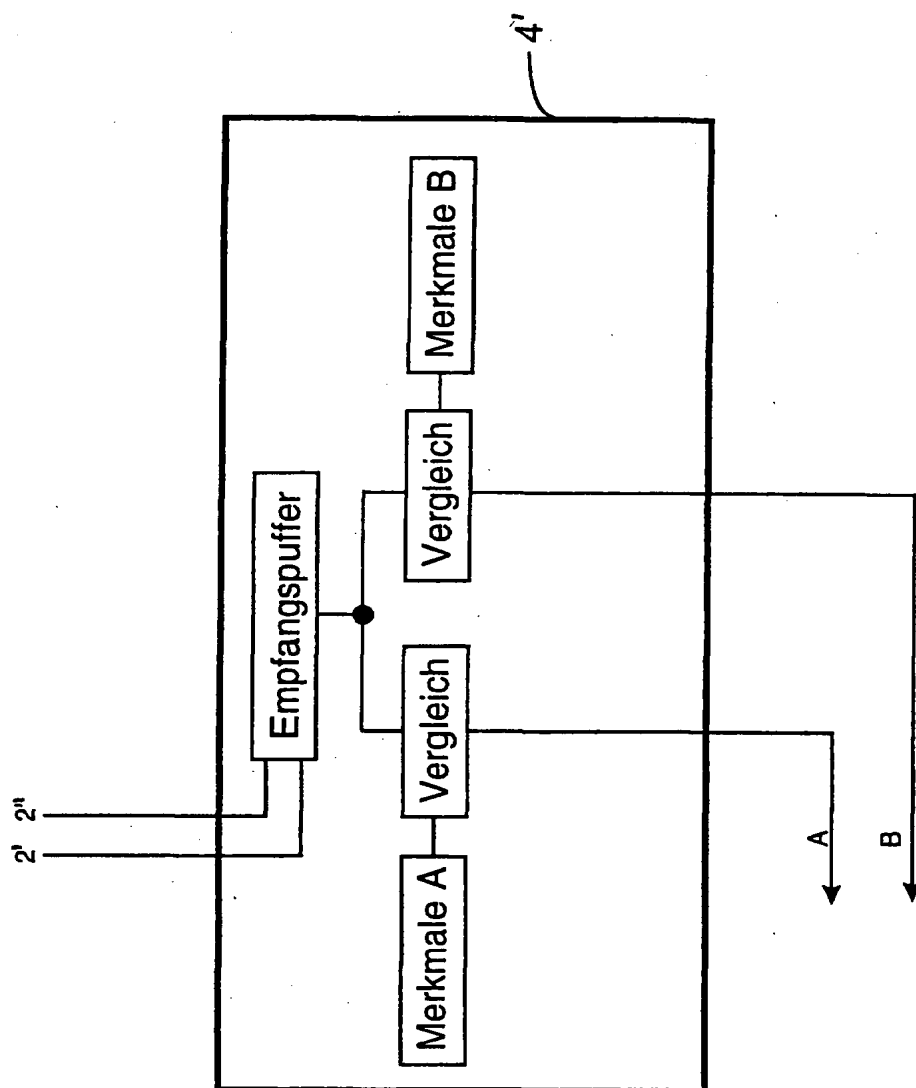 2'
2''
4'
Empfangspuffer
Merkmale A
Vergleich
Vergleich
Merkmale B
A
B